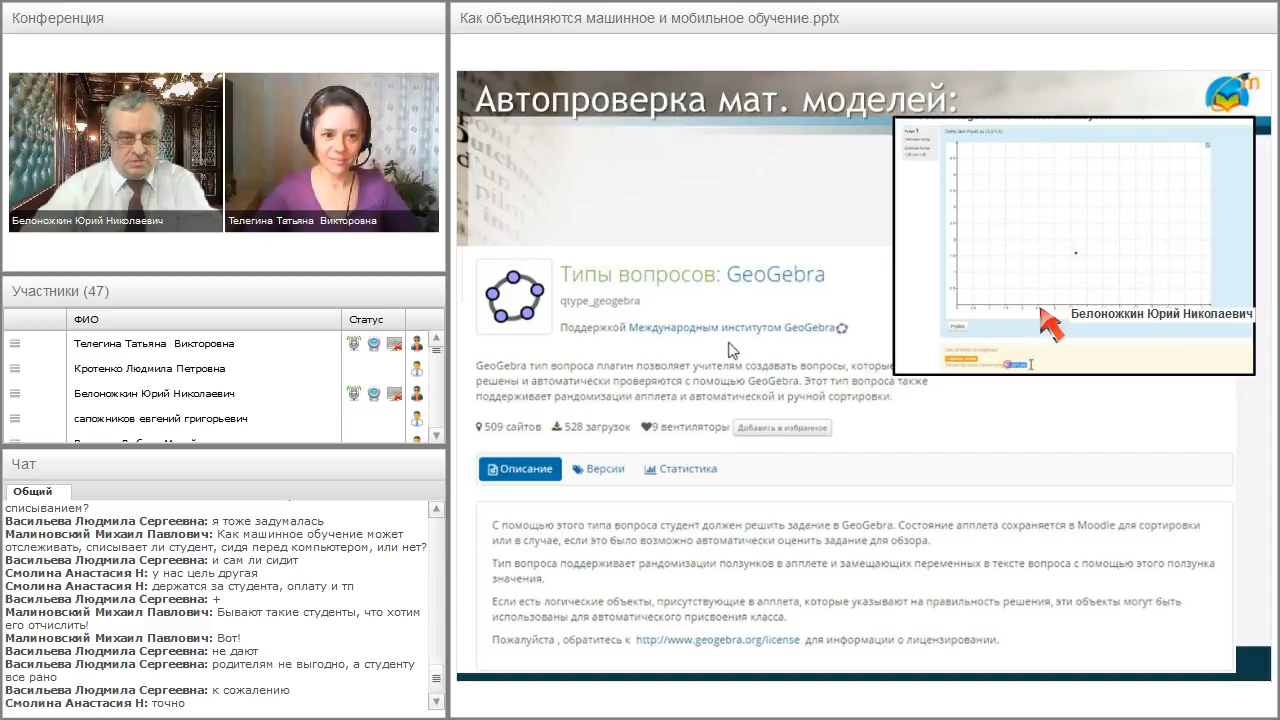 Конференция
Белоножкин Юрий Николаевич
Телегина Татьяна Викторовна
Участники (47)
ФИО
Статус
Телегина Татьяна Викторовна
Кротенко Людмила Петровна
Белоножкин Юрий Николаевич
сапожников евгений григорьевич
Чат
Общий
списыванием?
Васильева Людмила Сергеевна: я тоже задумалась
Малиновский Михаил Павлович: Как машинное обучение может
отслеживать, списывает ли студент, сидя перед компьютером, или нет?
Васильева Людмила Сергеевна: и сам ли сидит
Смолина Анастасия Н: у нас цель другая
Смолина Анастасия Н: держатся за студента, оплату и тп
Васильева Людмила Сергеевна: +
Малиновский Михаил Павлович: Бывают такие студенты, что хотим
его отчислить!
Малиновский Михаил Павлович: Вот!
Васильева Людмила Сергеевна: не дают
Васильева Людмила Сергеевна: родителям не выгодно, а студенту
все рано
Васильева Людмила Сергеевна: к сожалению
Смолина Анастасия Н: точно
Как объединяются машинное и мобильное обучение.pptx
Автопроверка мат. моделей:
Белоножкин Юрий Николаевич
Типы вопросов: GeoGebra
qtype_geogebra
Поддержкой Международным институтом GeoGebra
GeoGebra тип вопроса плагин позволяет учителям создавать вопросы, которые
решены и автоматически проверяются с помощью GeoGebra. Этот тип вопроса также
поддерживает рандомизации апплета и автоматической и ручной сортировки.
509 сайтов 528 загрузок 9 вентиляторы Добавить в избранное
Описание Версии Статистика
С помощью этого типа вопроса студент должен решить задание в GeoGebra. Состояние апплета сохраняется в Moodle для сортировки
или в случае, если это было возможно автоматически оценить задание для обзора.
Тип вопроса поддерживает рандомизации ползунков в апплете и замещающих переменных в тексте вопроса с помощью этого ползунка
значения.
Если есть логические объекты, присутствующие в апплета, которые указывают на правильность решения, эти объекты могут быть
использованы для автоматического присвоения класса.
Пожалуйста , обратитесь к http://www.geogebra.org/license для информации о лицензировании.